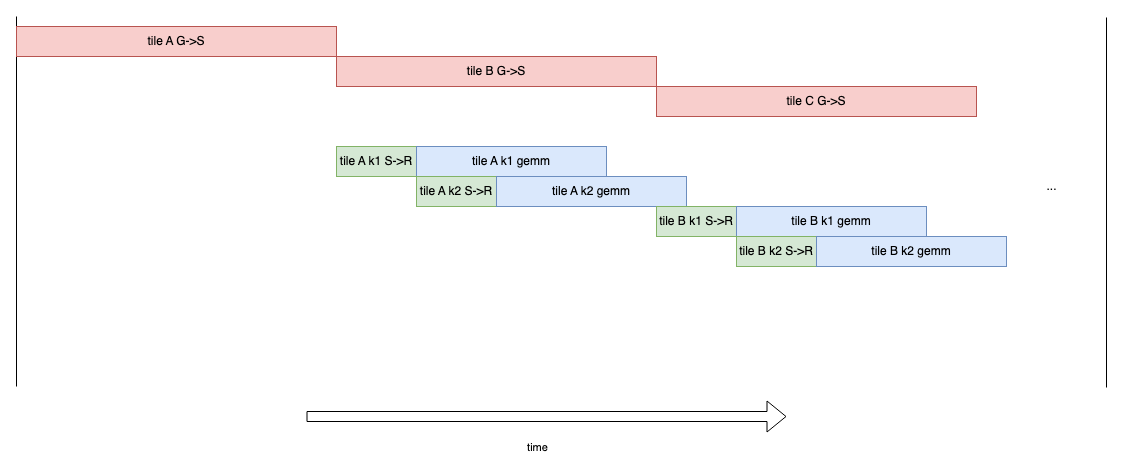 tile A G->S
tile B G->S
tile C G->S
tile A k1 S->R
tile A k1 gemm
tile A k2 S->R
tile A k2 gemm
...
tile B k1 S->R
tile B k1 gemm
tile B k2 S->R
tile B k2 gemm
time